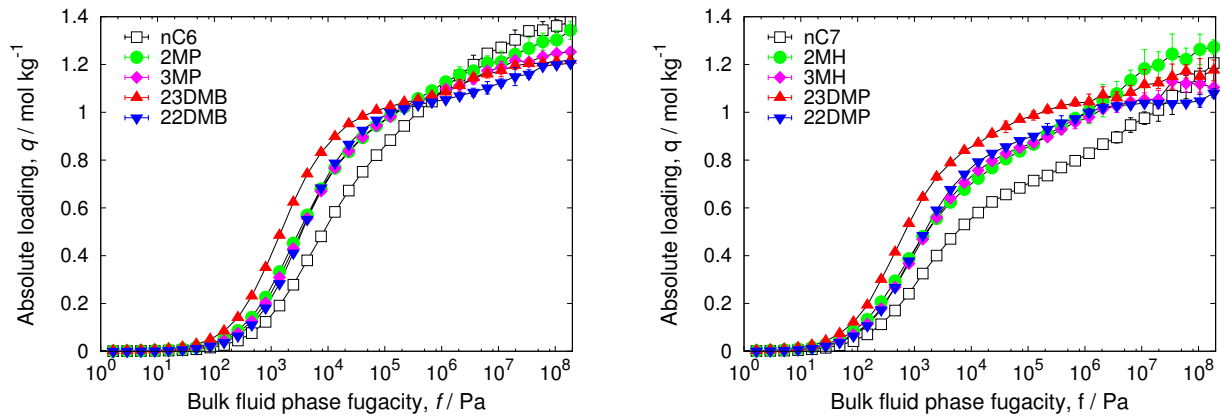 1.4
1.2
1
0.8
0.6
0.4
0.2
0
10^0 10^1 10^2 10^3 10^4 10^5 10^6 10^7 10^8
Absolute loading, q / mol kg^-1
Bulk fluid phase fugacity, f / Pa
nC6
2MP
3MP
23DMB
22DMB
1.4
1.2
1
0.8
0.6
0.4
0.2
0
10^0 10^1 10^2 10^3 10^4 10^5 10^6 10^7 10^8
Absolute loading, q / mol kg^-1
Bulk fluid phase fugacity, f / Pa
nC7
2MH
3MH
23DMP
22DMP